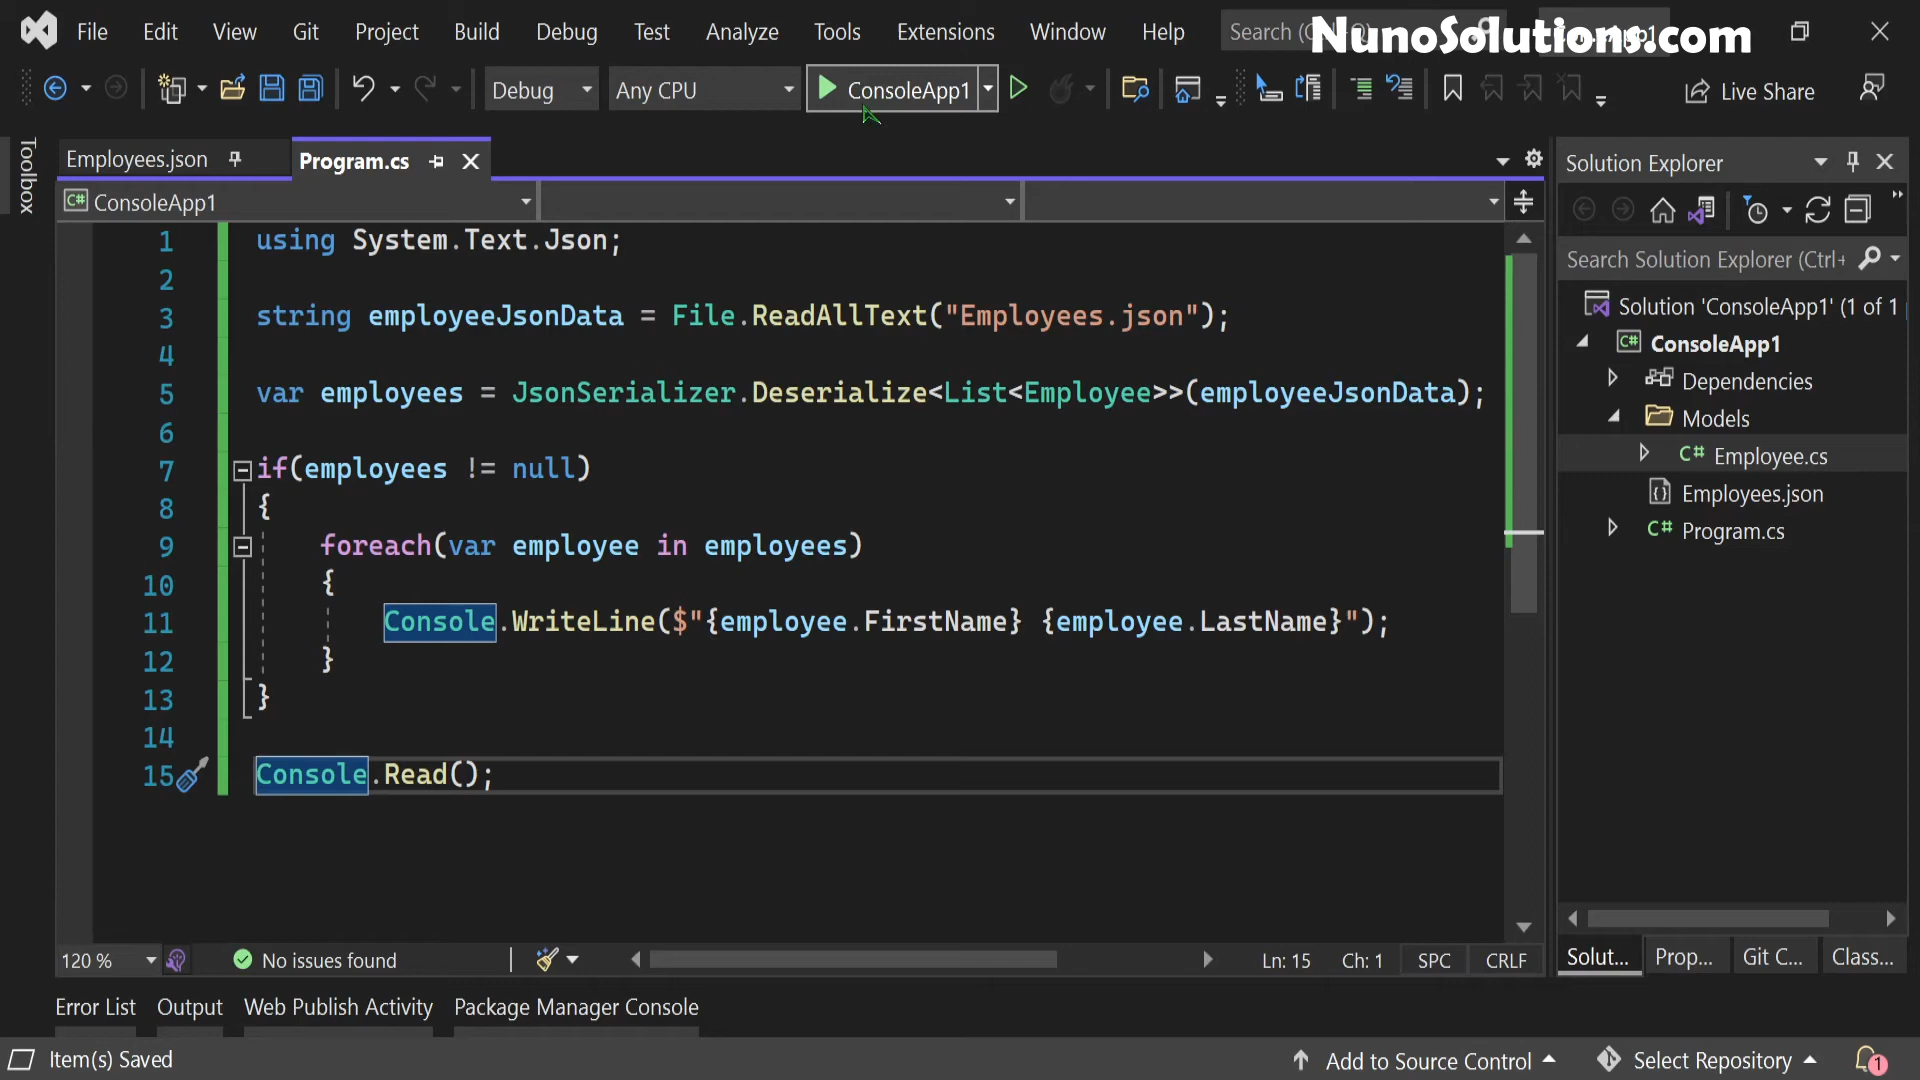 File Edit View Git Project Build Debug Test Analyze Tools Extensions Window Help Search
NunoSolutions.com
Debug Any CPU ConsoleApp1 Live Share
Toolbox
Employees.json Program.cs
C# ConsoleApp1
1 using System.Text.Json;
2
3 string employeeJsonData = File.ReadAllText("Employees.json");
4
5 var employees = JsonSerializer.Deserialize<List<Employee>>(employeeJsonData);
6
7 if(employees != null)
8 {
9 foreach(var employee in employees)
10 {
11 Console.WriteLine($"{employee.FirstName} {employee.LastName}");
12 }
13 }
14
15 Console.Read();
Solution Explorer
Search Solution Explorer (Ctrl+
Solution 'ConsoleApp1' (1 of 1
C# ConsoleApp1
Dependencies
Models
C# Employee.cs
Employees.json
C# Program.cs
120 % No issues found Ln: 15 Ch: 1 SPC CRLF
Solut... Prop... Git C... Class...
Error List Output Web Publish Activity Package Manager Console
Item(s) Saved Add to Source Control Select Repository 1